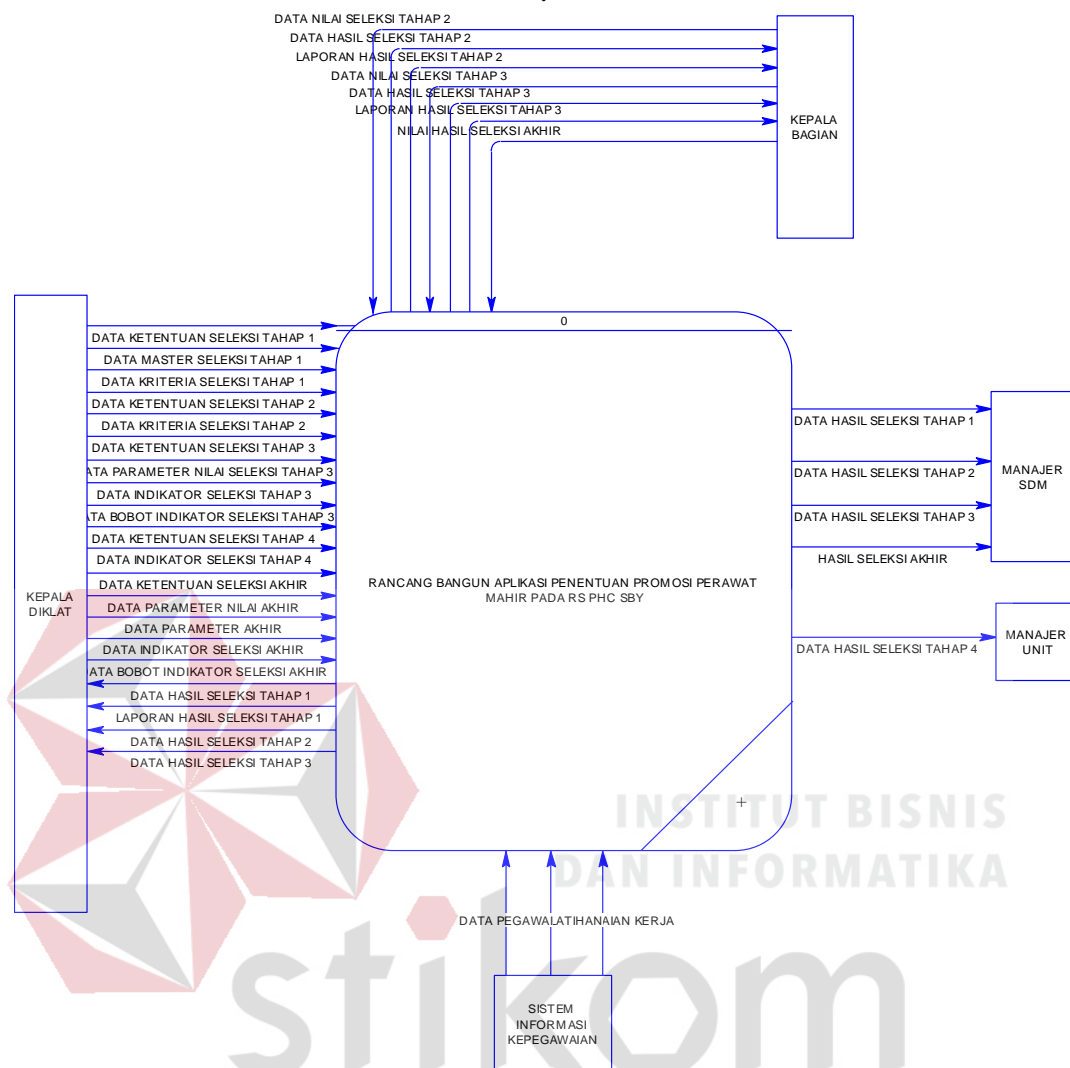 DATA NILAI SELEKSI TAHAP 2
DATA HASIL SELEKSI TAHAP 2
LAPORAN HASIL SELEKSI TAHAP 2
DATA NILAI SELEKSI TAHAP 3
DATA HASIL SELEKSI TAHAP 3
LAPORAN HASIL SELEKSI TAHAP 3
NILAI HASIL SELEKSI AKHIR
KEPALA
BAGIAN
0
DATA KETENTUAN SELEKSI TAHAP 1
DATA MASTER SELEKSI TAHAP 1
DATA KRITERIA SELEKSI TAHAP 1
DATA KETENTUAN SELEKSI TAHAP 2
DATA KRITERIA SELEKSI TAHAP 2
DATA KETENTUAN SELEKSI TAHAP 3
ATA PARAMETER NILAI SELEKSI TAHAP 3
DATA INDIKATOR SELEKSI TAHAP 3
ATA BOBOT INDIKATOR SELEKSI TAHAP 3
DATA KETENTUAN SELEKSI TAHAP 4
DATA INDIKATOR SELEKSI TAHAP 4
DATA KETENTUAN SELEKSI AKHIR
DATA PARAMETER NILAI AKHIR
DATA PARAMETER AKHIR
DATA INDIKATOR SELEKSI AKHIR
ATA BOBOT INDIKATOR SELEKSI AKHIR
DATA HASIL SELEKSI TAHAP 1
LAPORAN HASIL SELEKSI TAHAP 1
DATA HASIL SELEKSI TAHAP 2
DATA HASIL SELEKSI TAHAP 3
KEPALA
DIKLAT
RANCANG BANGUN APLIKASI PENENTUAN PROMOSI PERAWAT
MAHIR PADA RS PHC SBY
DATA HASIL SELEKSI TAHAP 1
DATA HASIL SELEKSI TAHAP 2
DATA HASIL SELEKSI TAHAP 3
HASIL SELEKSI AKHIR
MANAJER
SDM
DATA HASIL SELEKSI TAHAP 4
MANAJER
UNIT
INSTITUT BISNIS
DAN INFORMATIKA
stikom
SISTEM
INFORMASI
KEPEGAWAIAN